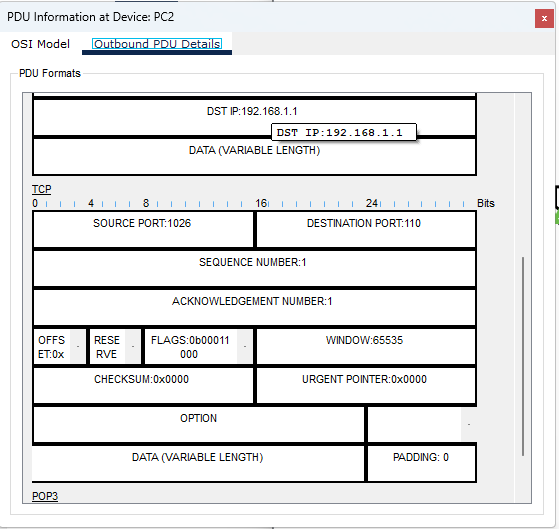 PDU Information at Device: PC2
x
OSI Model Outbound PDU Details
PDU Formats
DST IP:192.168.1.1
DST IP:192.168.1.1
DATA (VARIABLE LENGTH)
TCP
0 4 8 16 24 Bits
SOURCE PORT:1026 DESTINATION PORT:110
SEQUENCE NUMBER:1
ACKNOWLEDGEMENT NUMBER:1
OFFS RESE FLAGS:0b00011 WINDOW:65535
ET:0x RVE 000
CHECKSUM:0x0000 URGENT POINTER:0x0000
OPTION
DATA (VARIABLE LENGTH) PADDING: 0
POP3